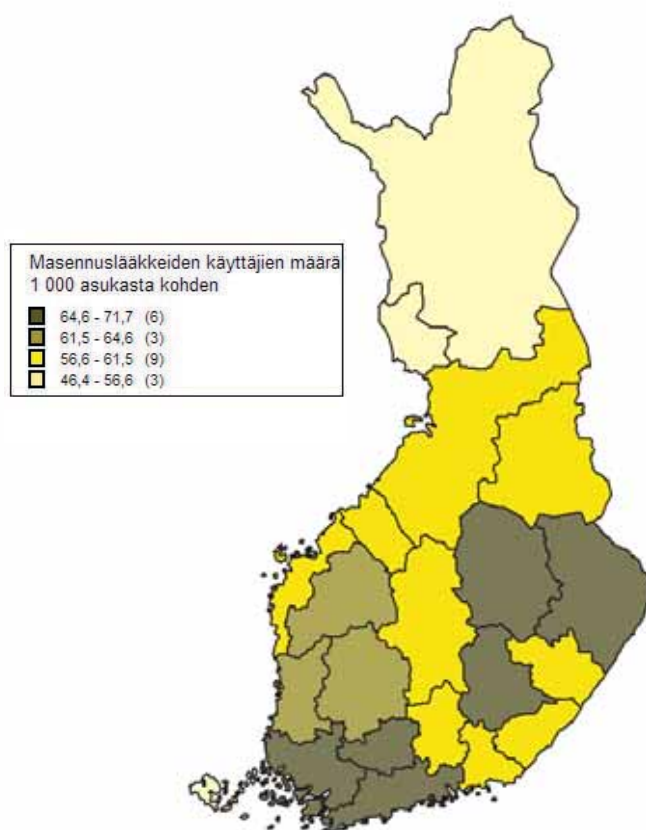 Masennuslääkkeiden käyttäjien määrä
1 000 asukasta kohden
64,6 - 71,7 (6)
61,5 - 64,6 (3)
56,6 - 61,5 (9)
46,4 - 56,6 (3)